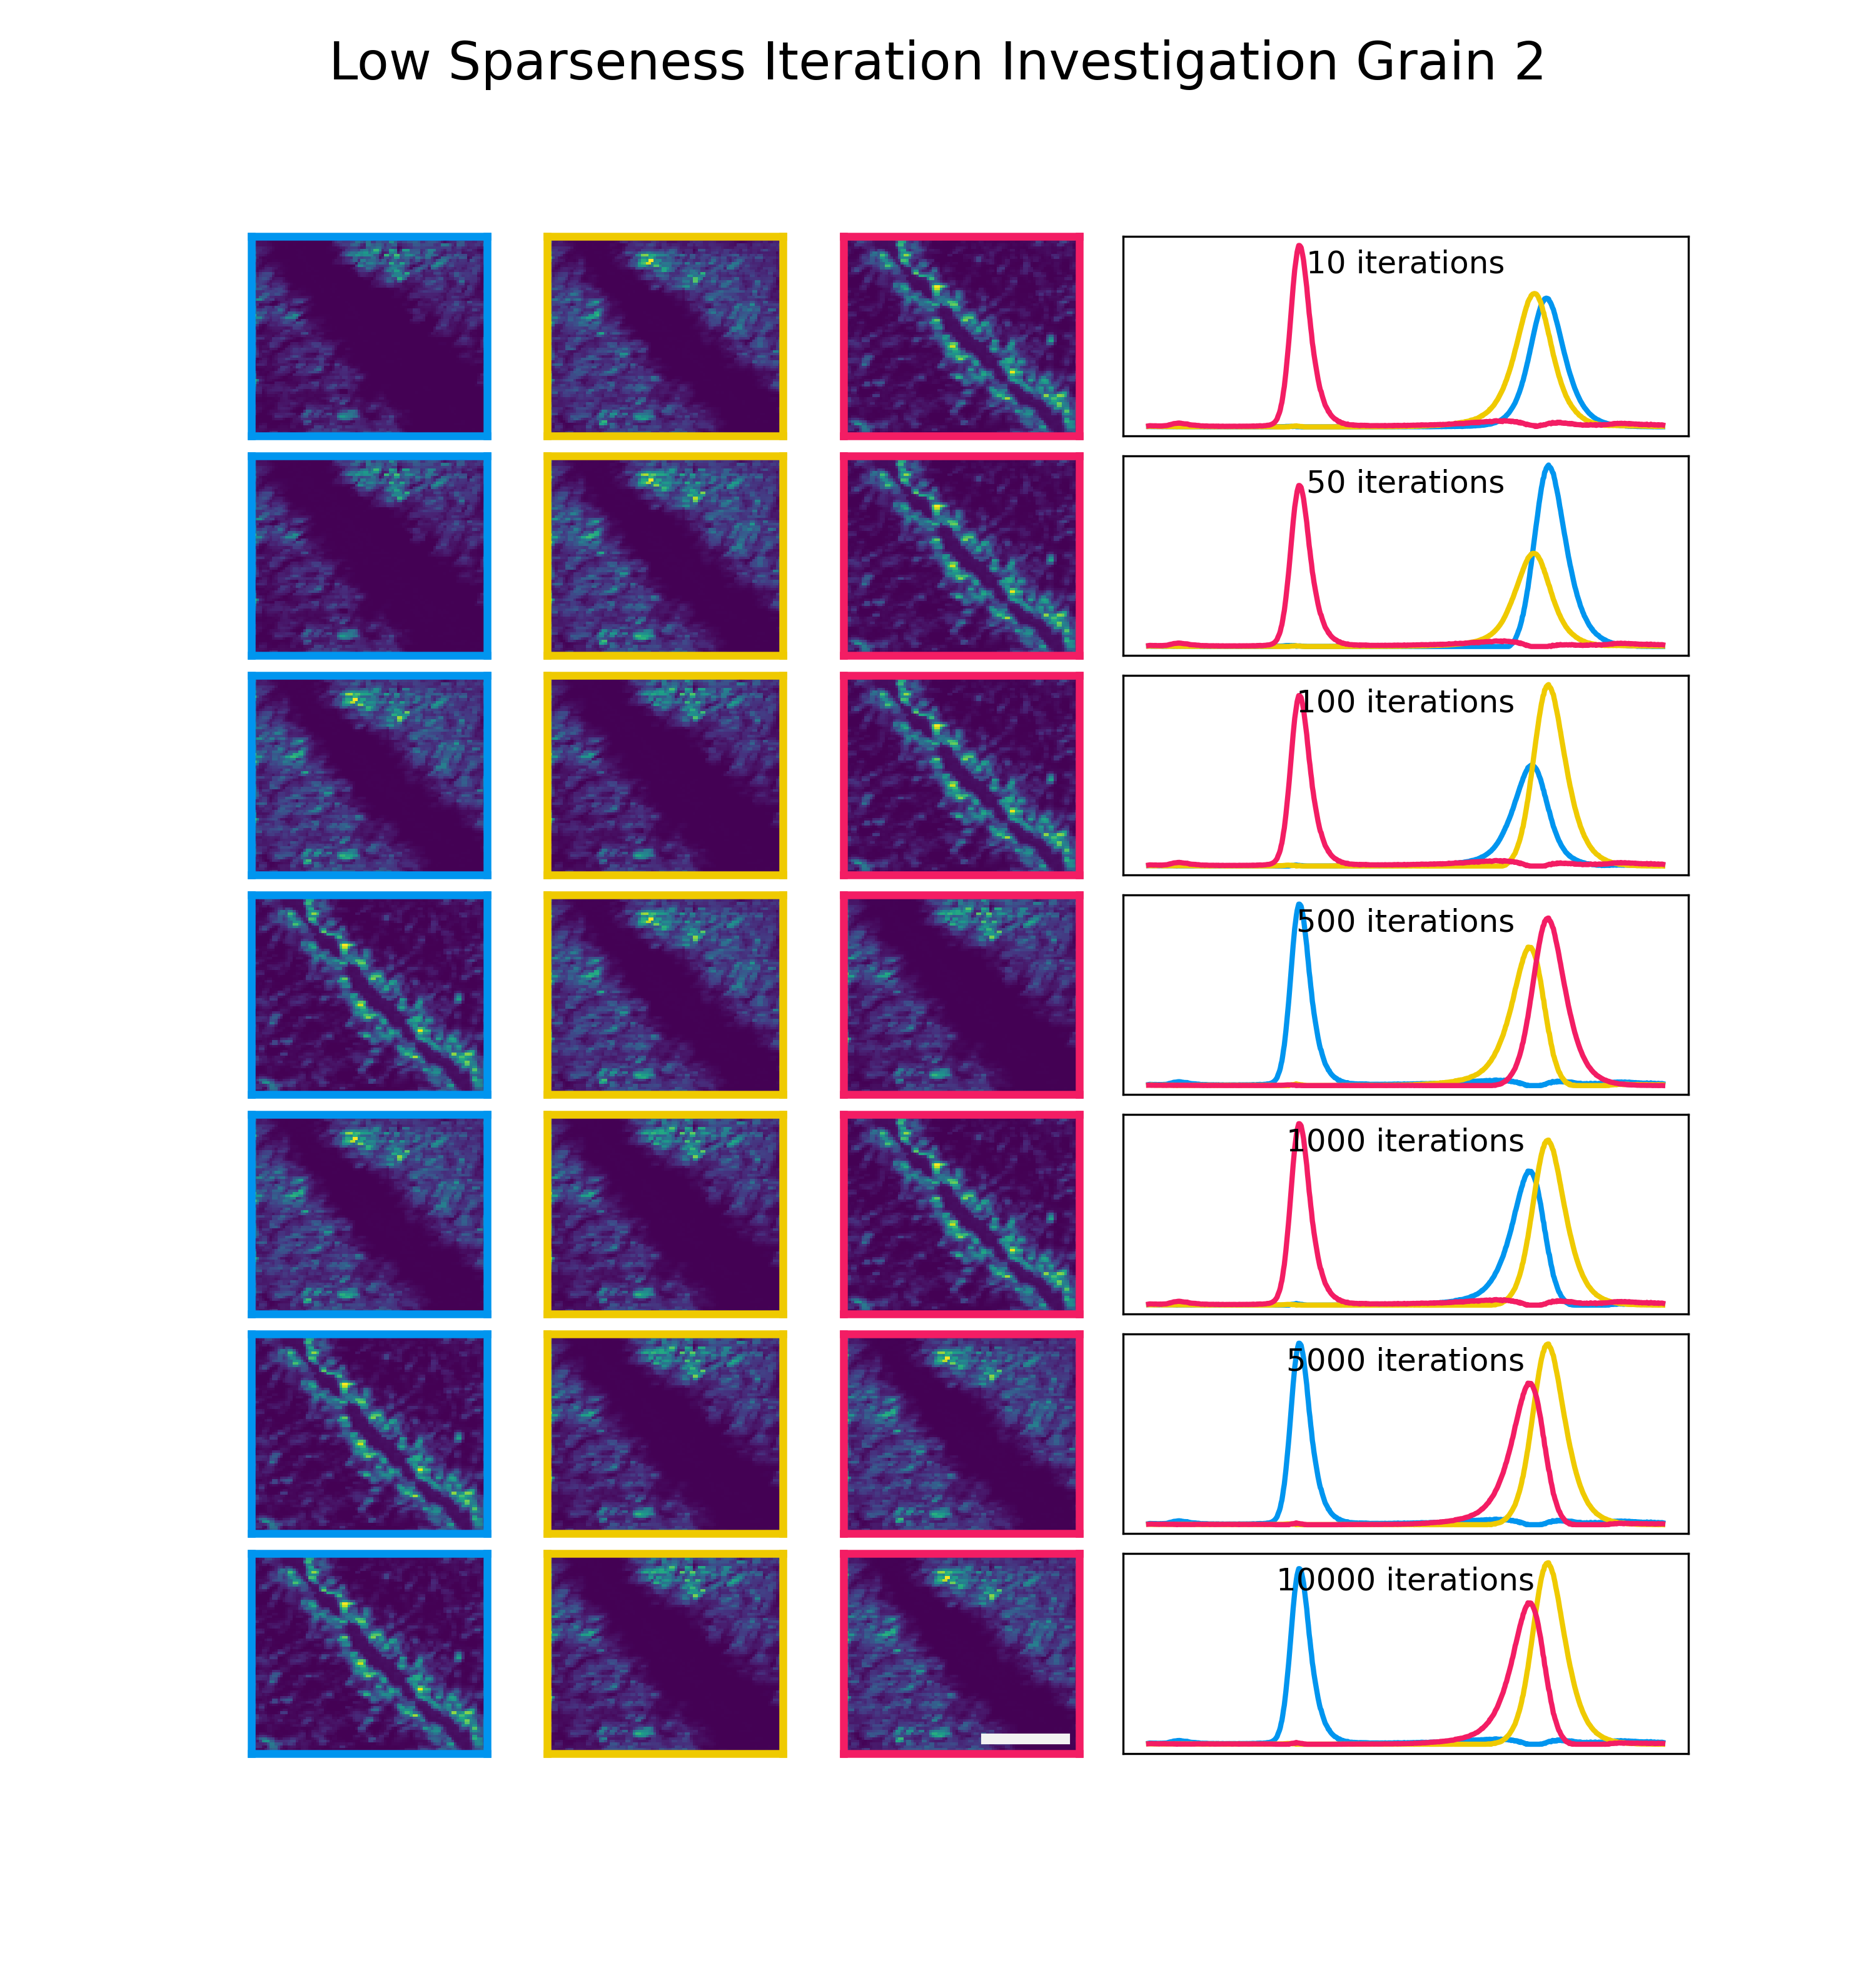 Low Sparseness Iteration Investigation Grain 2
10 iterations
50 iterations
100 iterations
500 iterations
1000 iterations
5000 iterations
10000 iterations